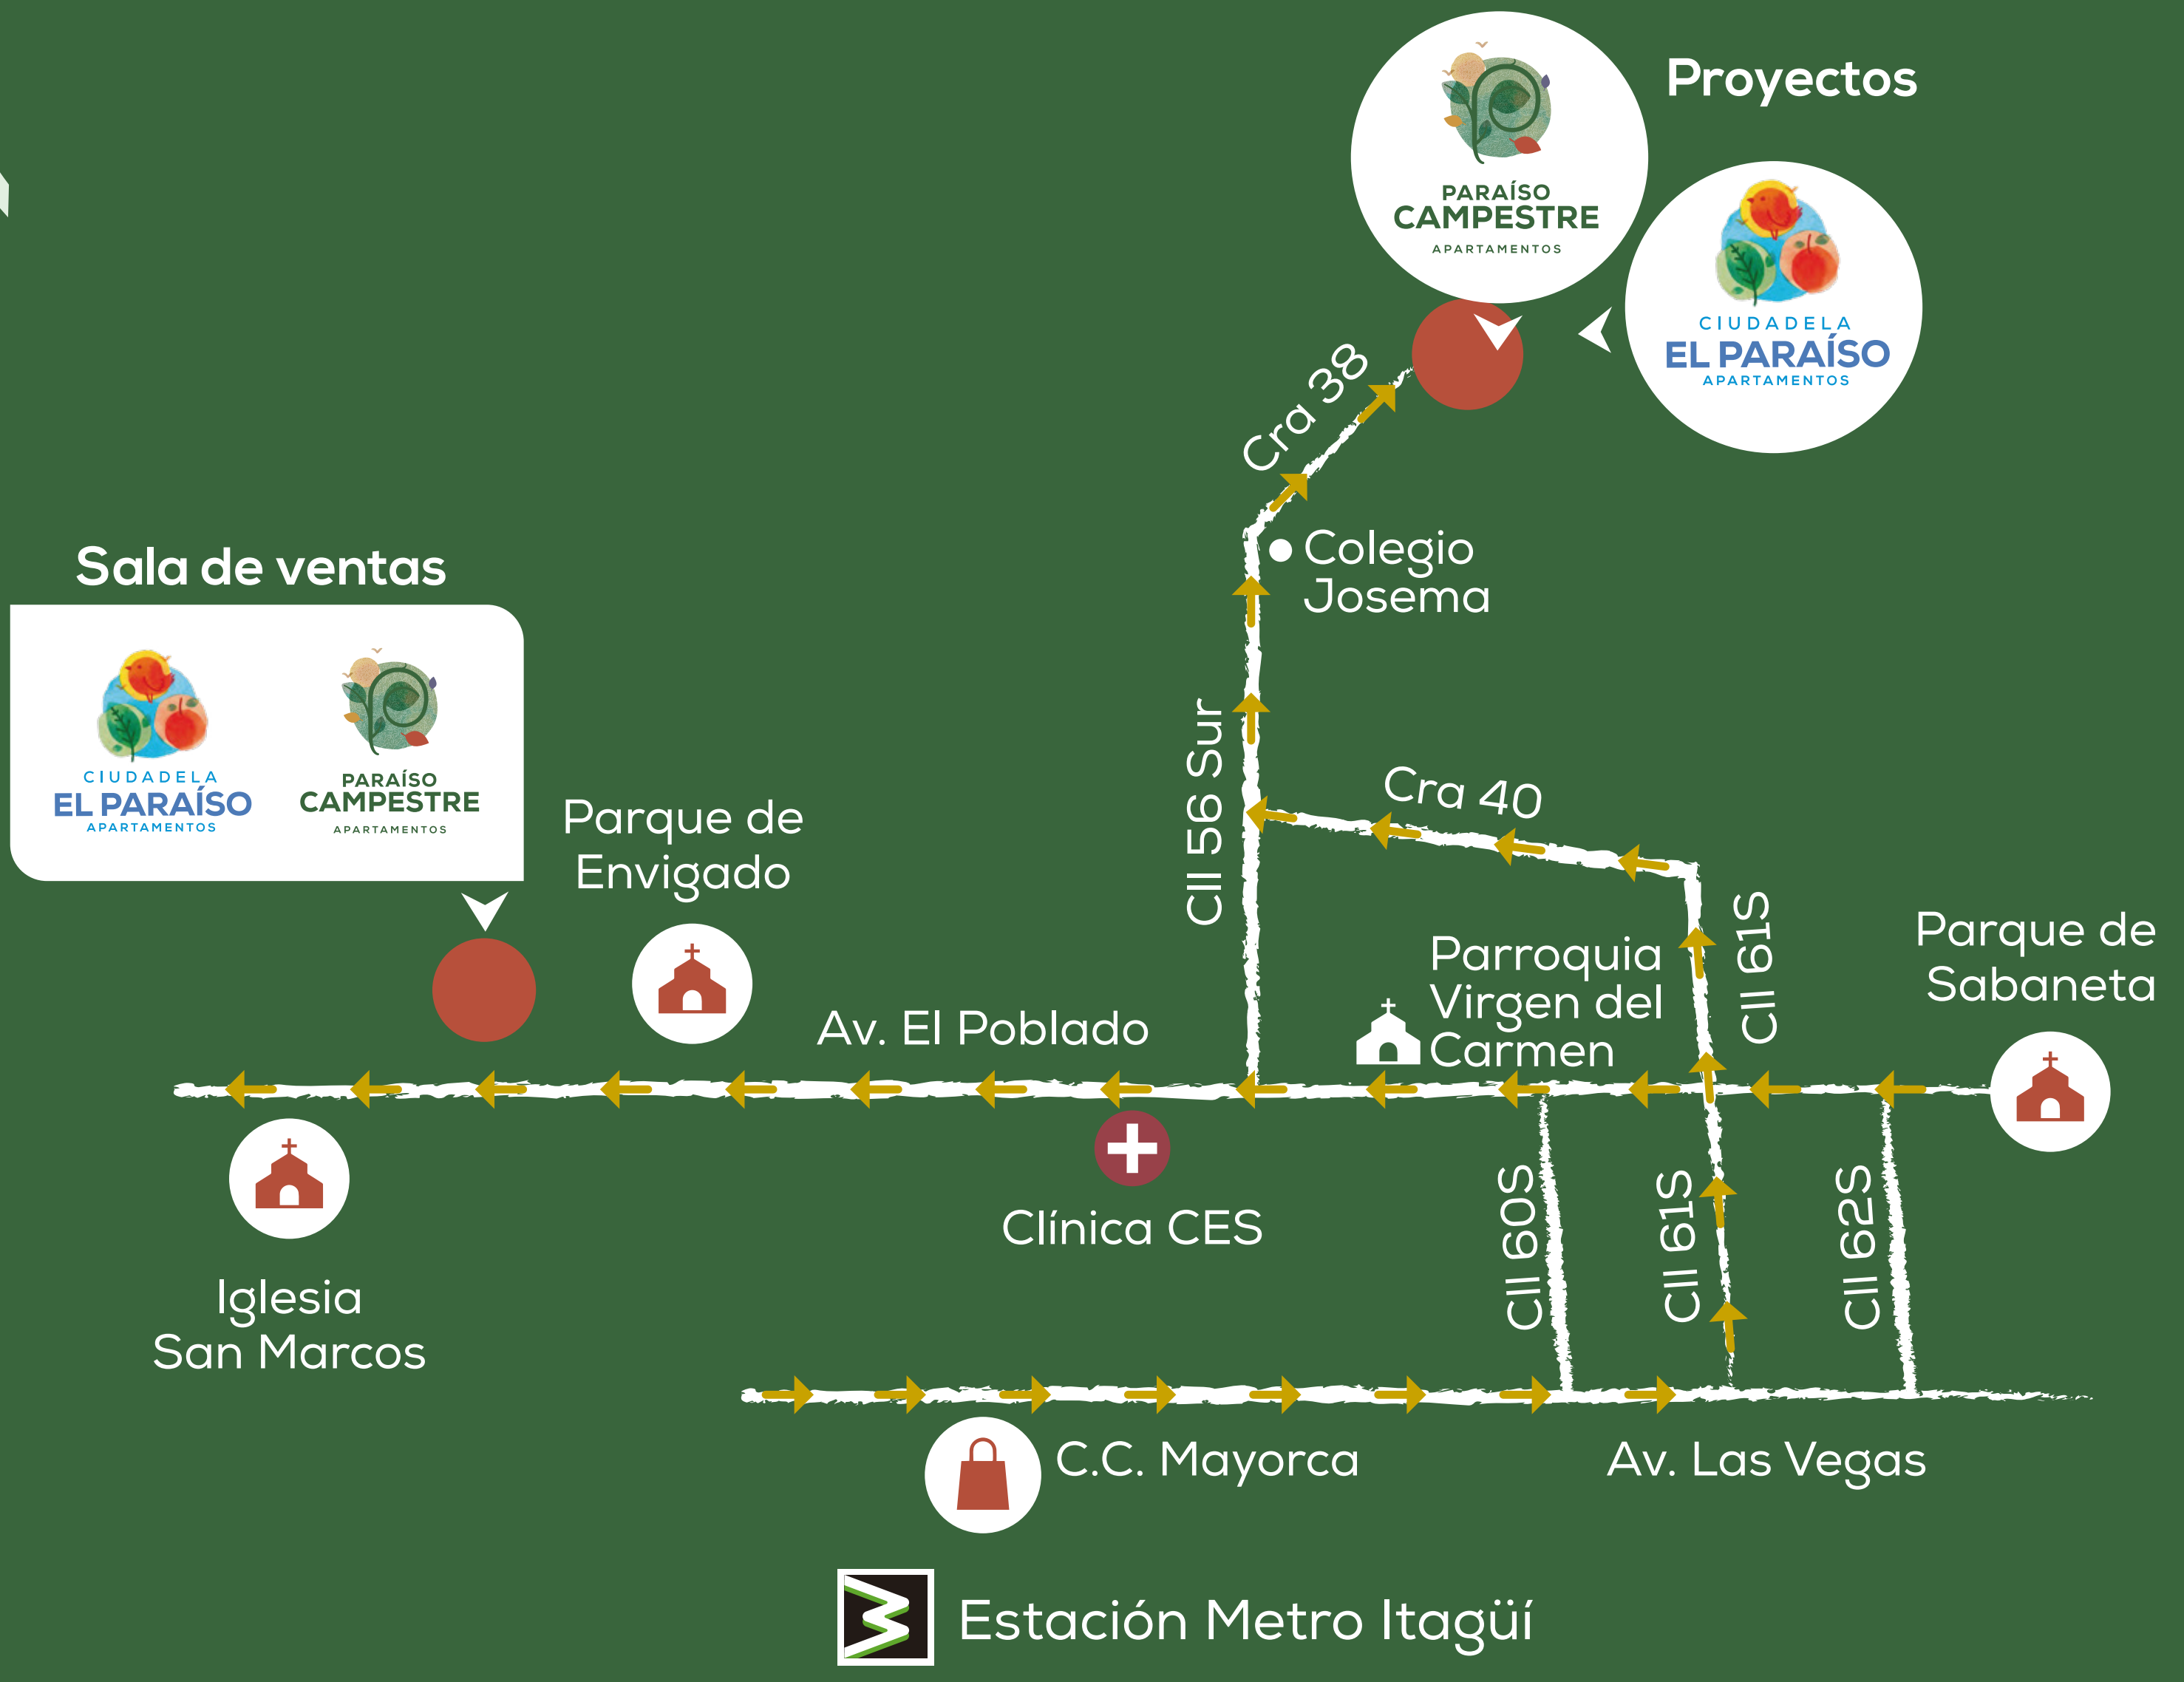 Proyectos
PARAÍSO
CAMPESTRE
APARTAMENTOS
CIUDADELA
EL PARAÍSO
APARTAMENTOS
Cra 38
Colegio
Josema
Sala de ventas
CIUDADELA
EL PARAÍSO
APARTAMENTOS
PARAÍSO
CAMPESTRE
APARTAMENTOS
Parque de
Envigado
Cll 56 Sur
Cra 40
Cll 61S
Parque de
Sabaneta
Parroquia
Virgen del
Carmen
Av. El Poblado
Clínica CES
Iglesia
San Marcos
Cll 60S
Cll 61S
Cll 62S
C.C. Mayorca
Av. Las Vegas
Estación Metro Itagüí